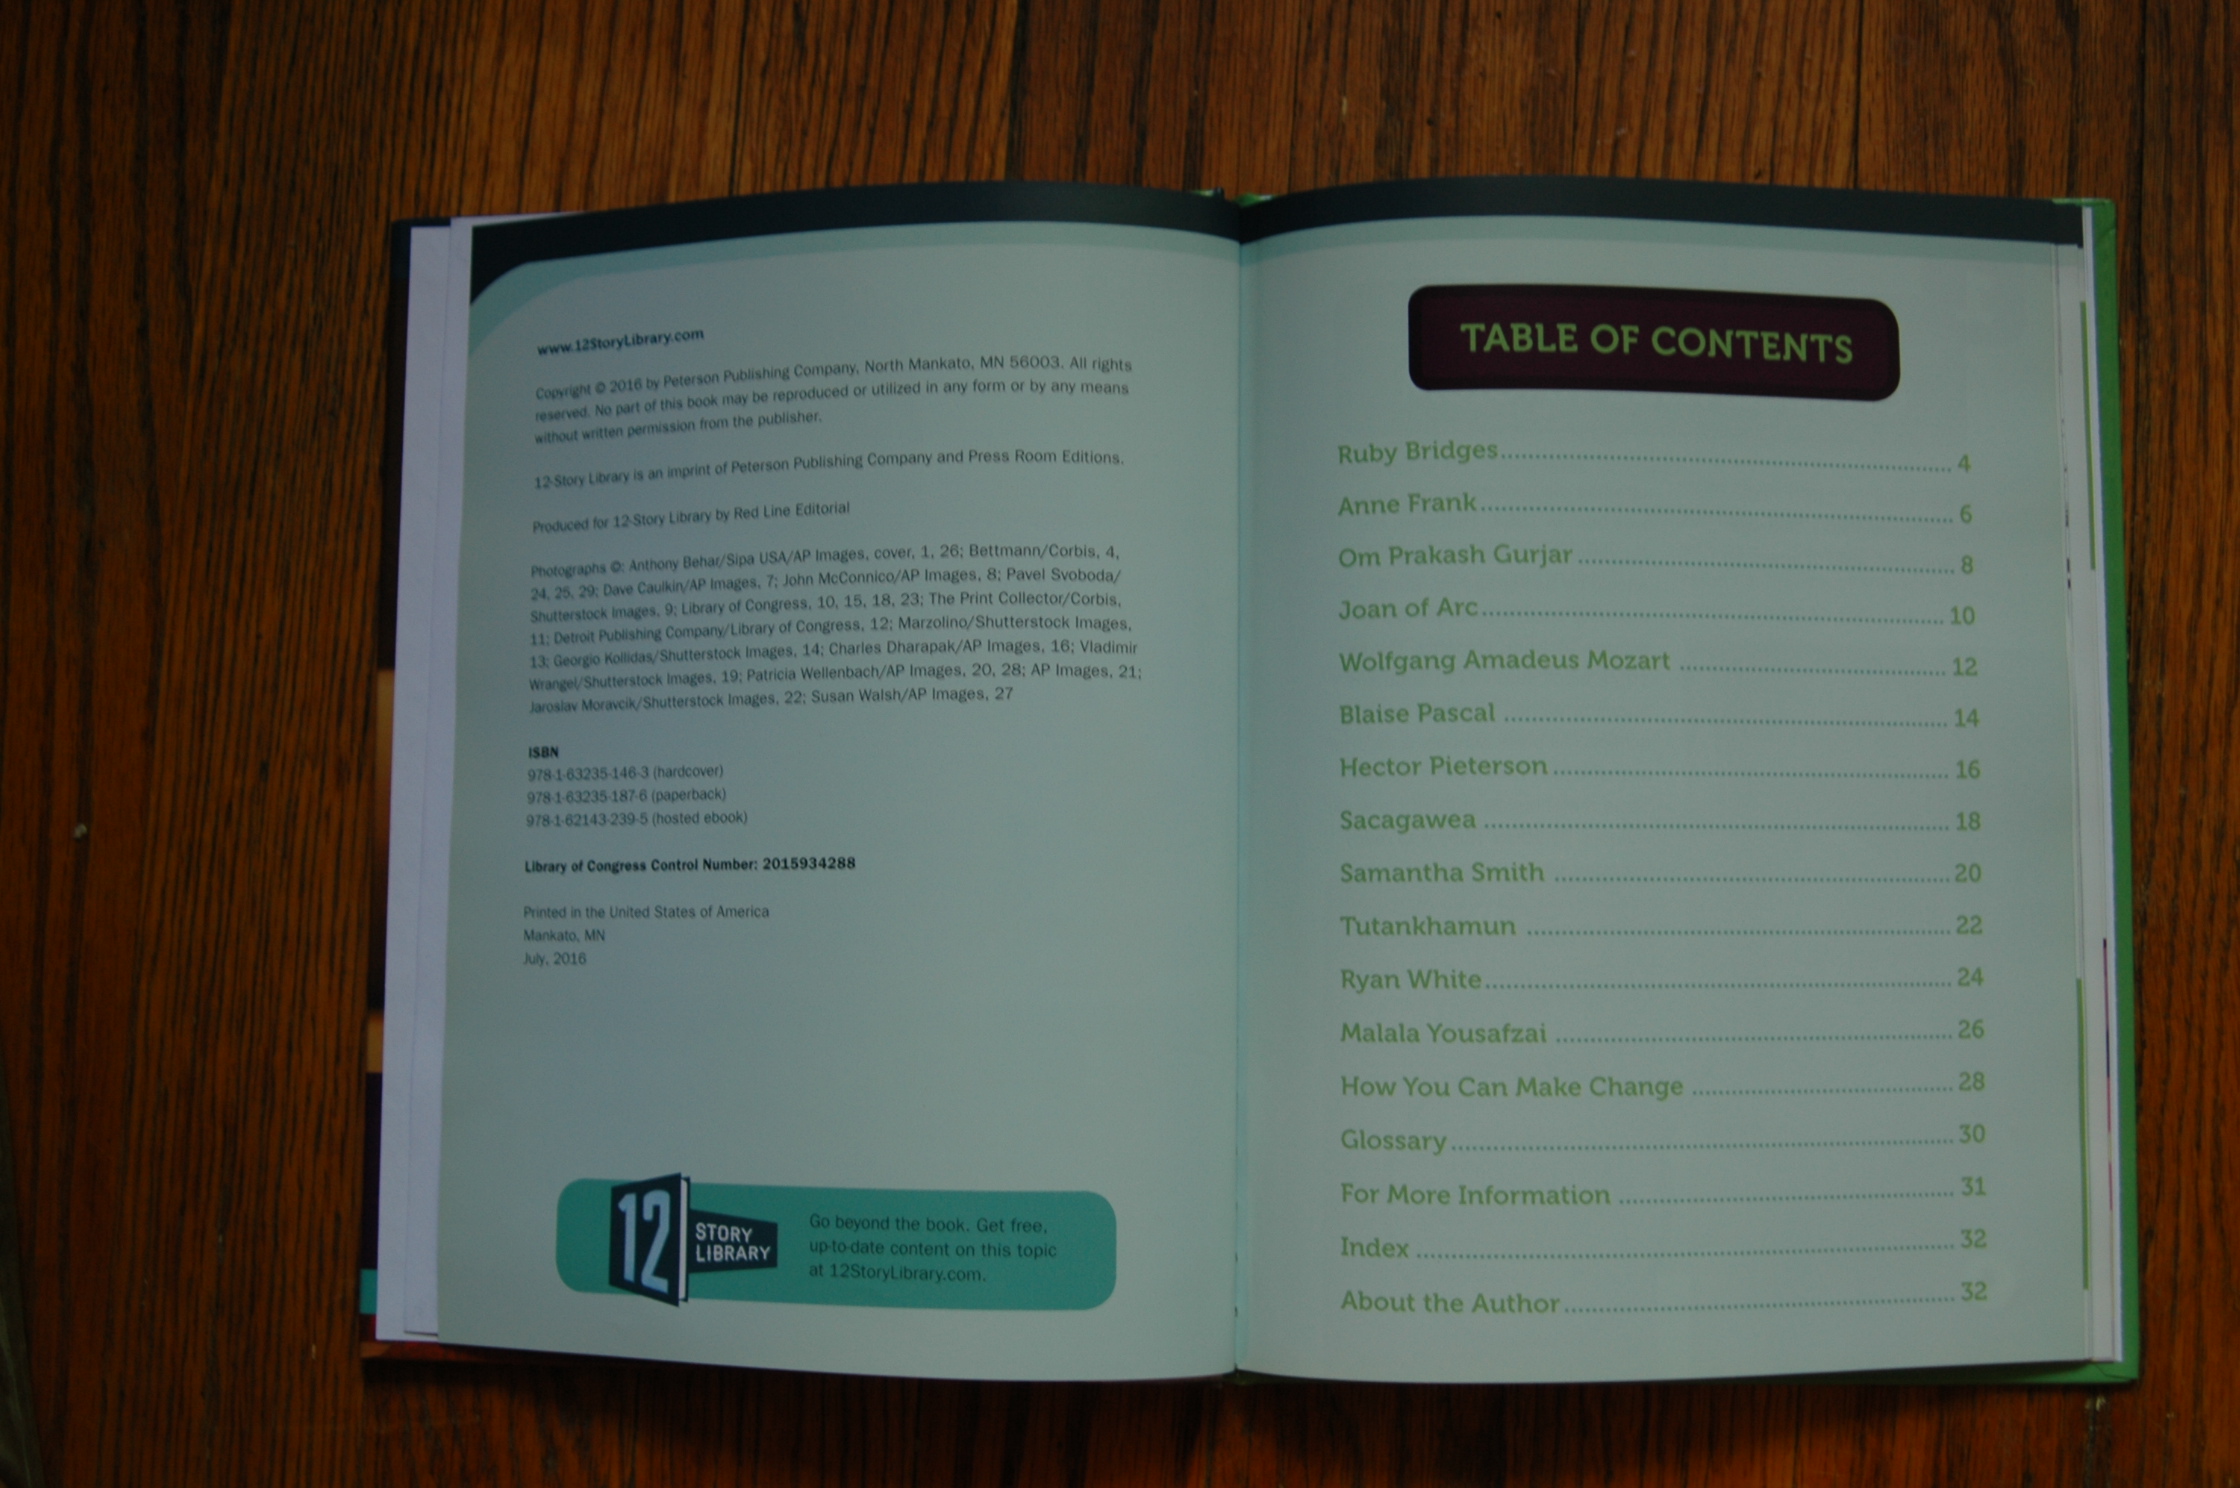 www.12StoryLibrary.com
Copyright © 2016 by Peterson Publishing Company, North Mankato, MN 56003. All rights
reserved. No part of this book may be reproduced or utilized in any form or by any means
without written permission from the publisher.
12-Story Library is an imprint of Peterson Publishing Company and Press Room Editions.
Produced for 12-Story Library by Red Line Editorial
Photographs ©: Anthony Behar/Sipa USA/AP Images, cover, 1, 26; Bettmann/Corbis, 4,
24, 25, 29; Dave Caulkin/AP Images, 7; John McConnico/AP Images, 8; Pavel Svoboda/
Shutterstock Images, 9; Library of Congress, 10, 15, 18, 23; The Print Collector/Corbis,
11; Detroit Publishing Company/Library of Congress, 12; Marzolino/Shutterstock Images,
13; Georgio Kollidas/Shutterstock Images, 14; Charles Dharapak/AP Images, 16; Vladimir
Wrangel/Shutterstock Images, 19; Patricia Wellenbach/AP Images, 20, 28; AP Images, 21;
Jaroslav Moravcik/Shutterstock Images, 22; Susan Walsh/AP Images, 27
ISBN
978-1-63235-146-3 (hardcover)
978-1-63235-187-6 (paperback)
978-1-62143-239-5 (hosted ebook)
Library of Congress Control Number: 2015934288
Printed in the United States of America
Mankato, MN
July, 2016
12 STORY
LIBRARY
Go beyond the book. Get free,
up-to-date content on this topic
at 12StoryLibrary.com.
TABLE OF CONTENTS
Ruby Bridges 4
Anne Frank 6
Om Prakash Gurjar 8
Joan of Arc 10
Wolfgang Amadeus Mozart 12
Blaise Pascal 14
Hector Pieterson 16
Sacagawea 18
Samantha Smith 20
Tutankhamun 22
Ryan White 24
Malala Yousafzai 26
How You Can Make Change 28
Glossary 30
For More Information 31
Index 32
About the Author 32